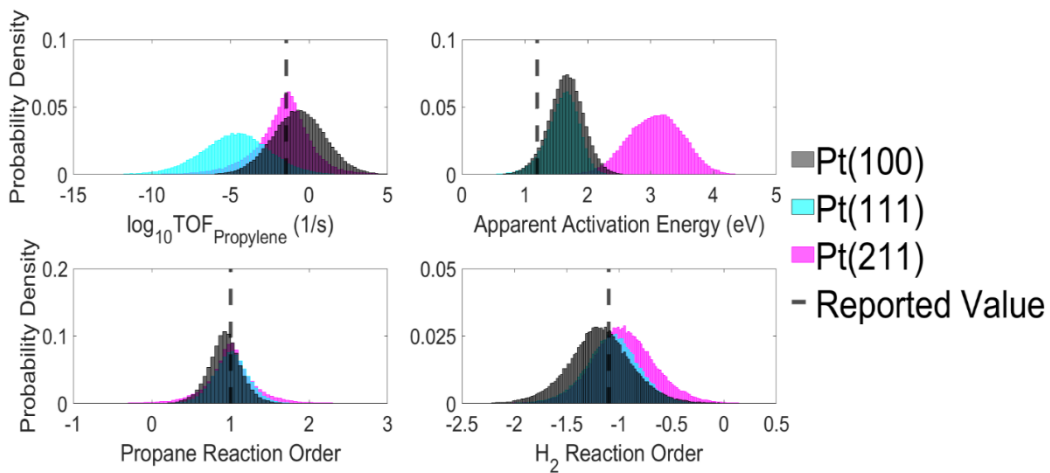 Probability Density
0.1
0.05
0
-15 -10 -5 0 5
log10TOFPropylene (1/s)
0.1
0.05
0
0 1 2 3 4 5
Apparent Activation Energy (eV)
Pt(100)
Pt(111)
Pt(211)
Reported Value
Probability Density
0.2
0.1
0
-1 0 1 2 3
Propane Reaction Order
0.05
0.025
0
-2.5 -2 -1.5 -1 -0.5 0 0.5
H2 Reaction Order